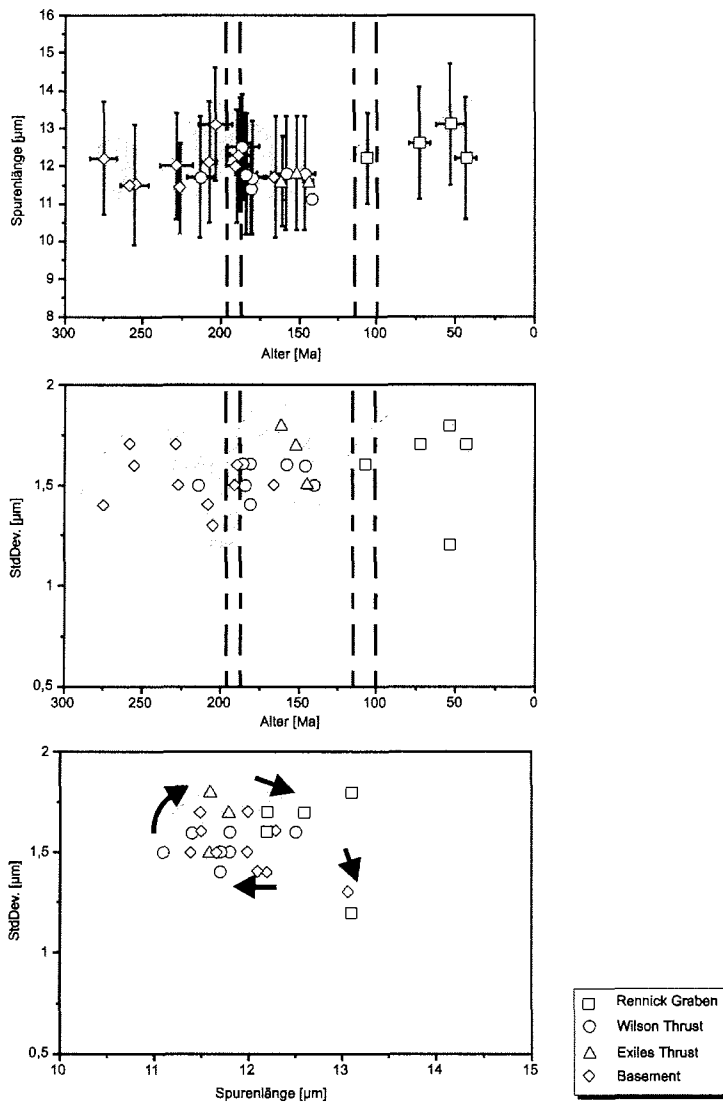 16
15
14
13
12
11
10
9
8
Spurenlänge [µm]
300 250 200 150 100 50 0
Alter [Ma]
2
1,5
1
0,5
StdDev. [µm]
300 250 200 150 100 50 0
Alter [Ma]
2
1,5
1
0,5
StdDev. [µm]
10 11 12 13 14 15
Spurenlänge [µm]
Rennick Graben
Wilson Thrust
Exiles Thrust
Basement